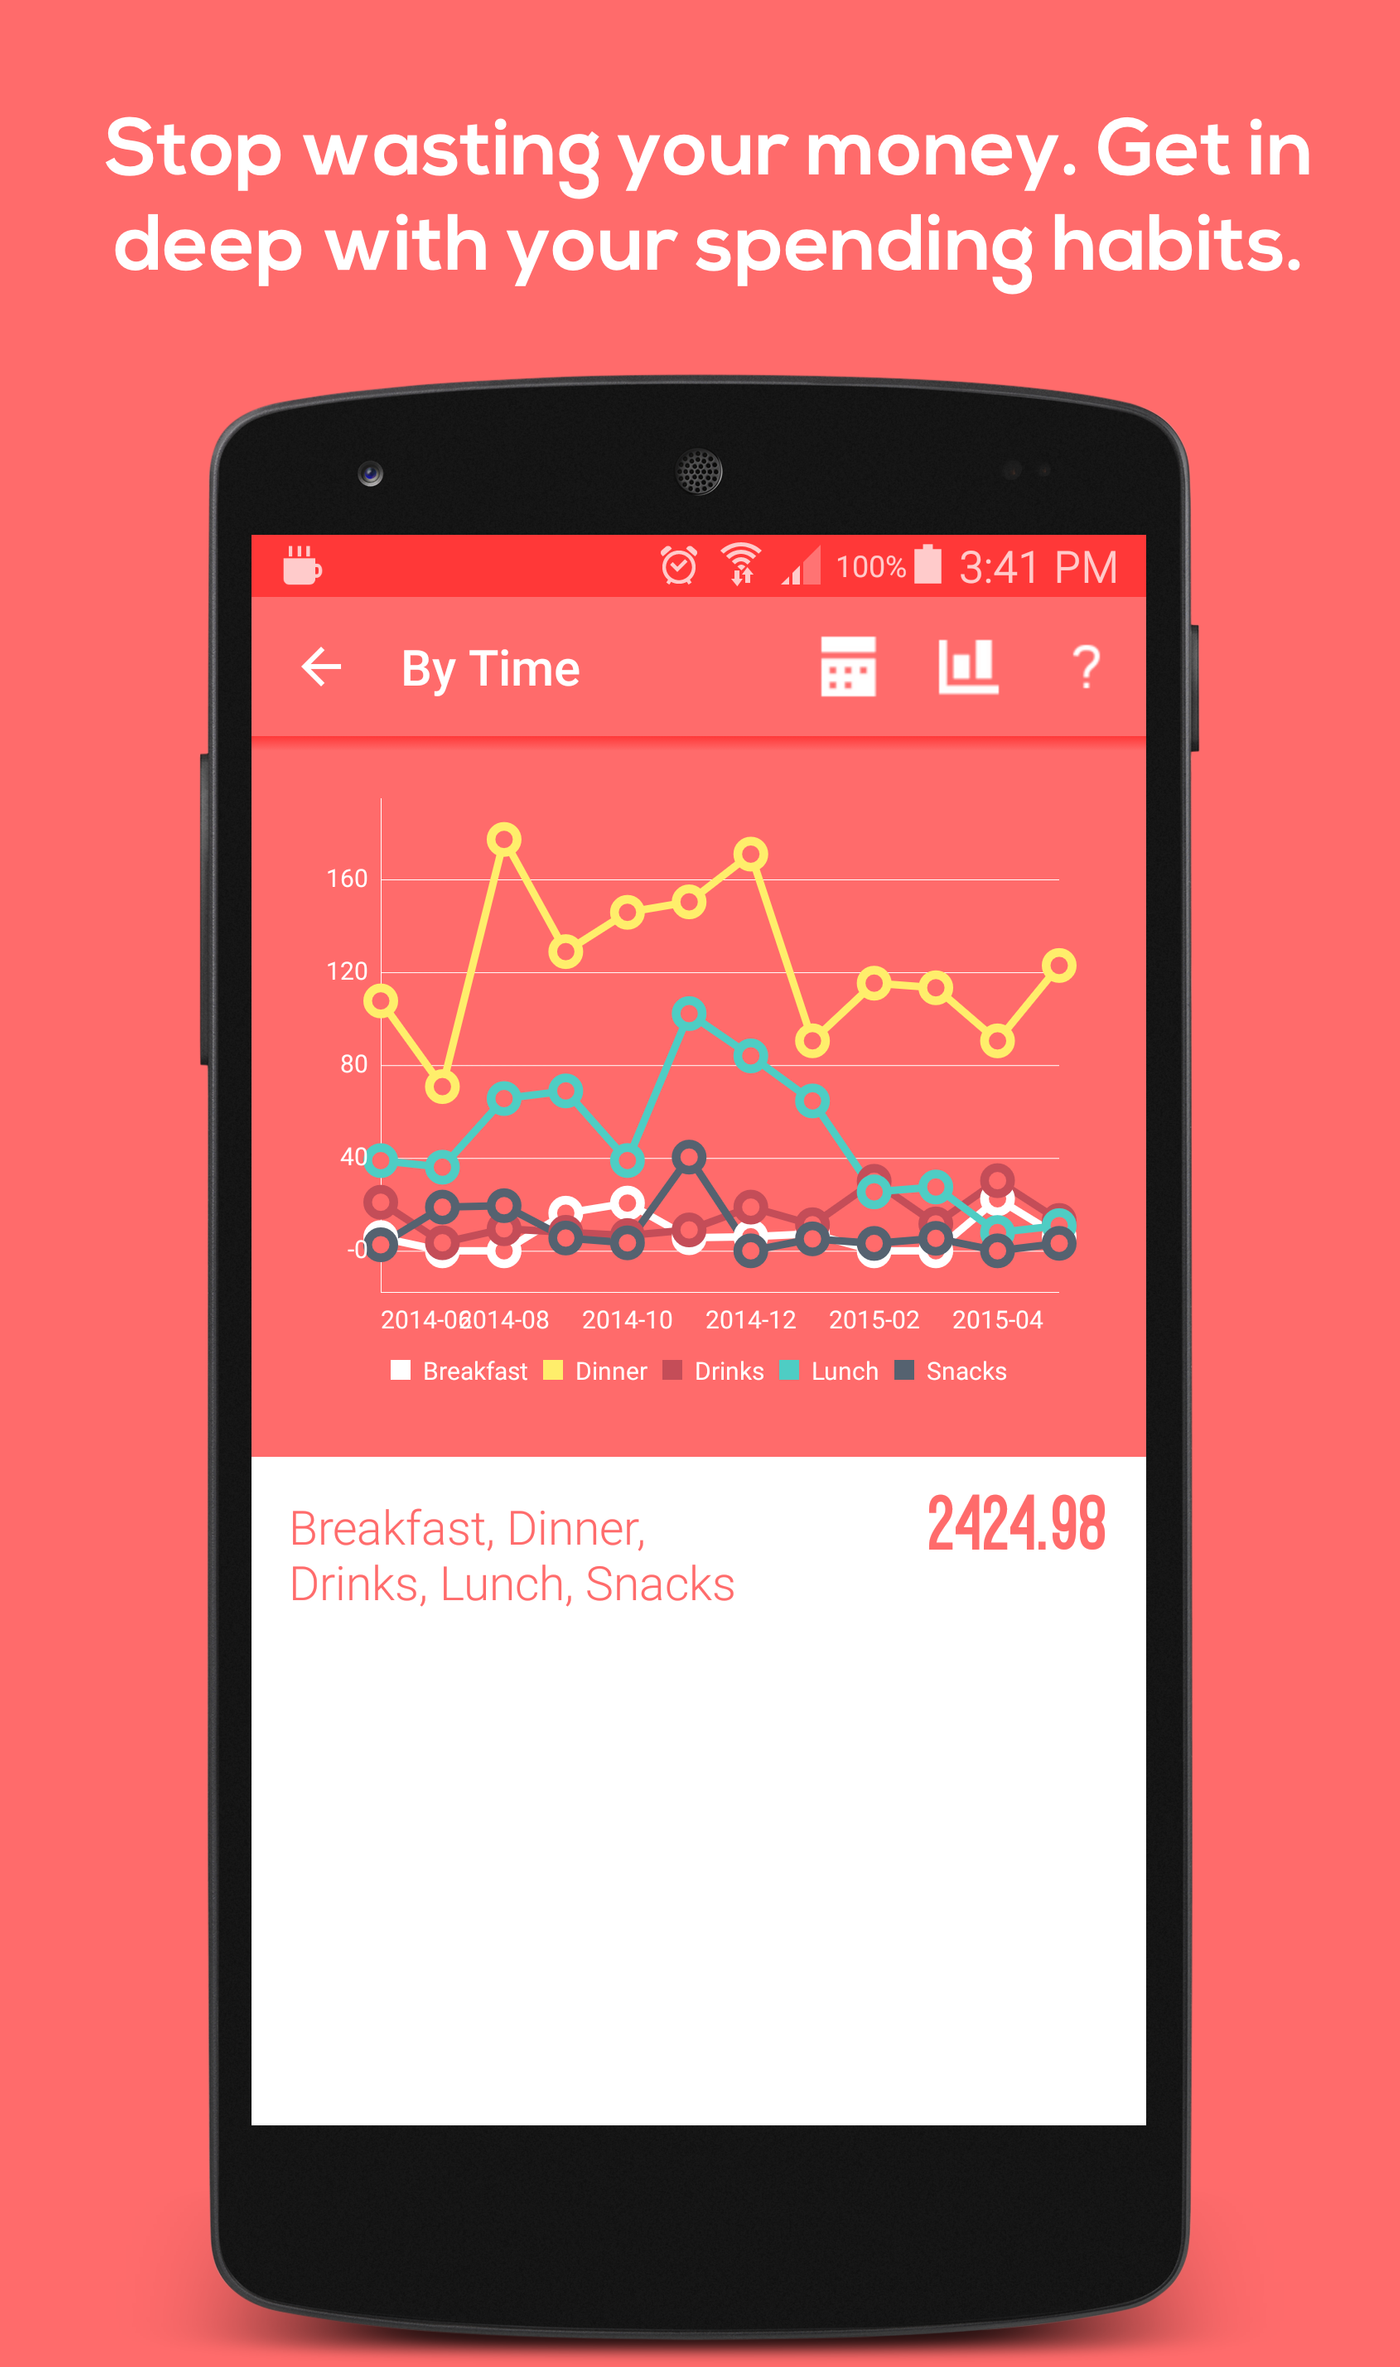 Stop wasting your money. Get in
deep with your spending habits.
100% 3:41 PM
By Time ?
160
120
80
40
-0
2014-06 2014-08 2014-10 2014-12 2015-02 2015-04
Breakfast Dinner Drinks Lunch Snacks
Breakfast, Dinner, 2424.98
Drinks, Lunch, Snacks